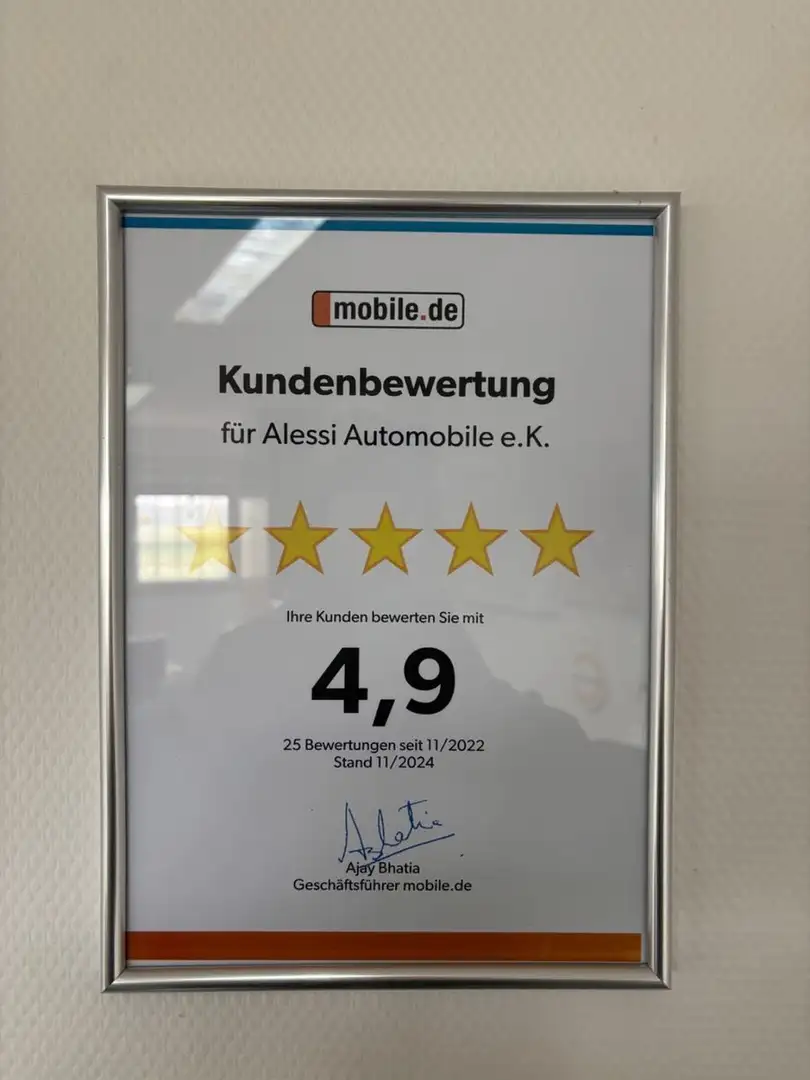 mobile.de
Kundenbewertung
für Alessi Automobile e.K.
Ihre Kunden bewerten Sie mit
4,9
25 Bewertungen seit 11/2022
Stand 11/2024
Ajay Bhatia
Geschäftsführer mobile.de